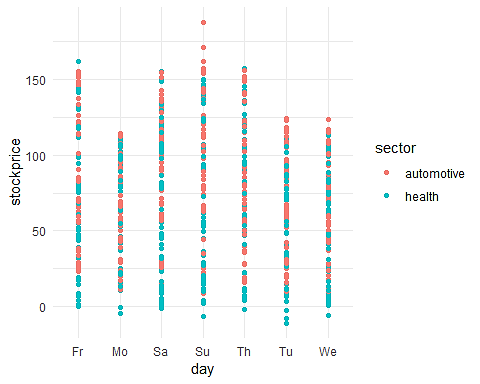 stockprice
150
100
50
0
Fr Mo Sa Su Th Tu We
day
sector
automotive
health